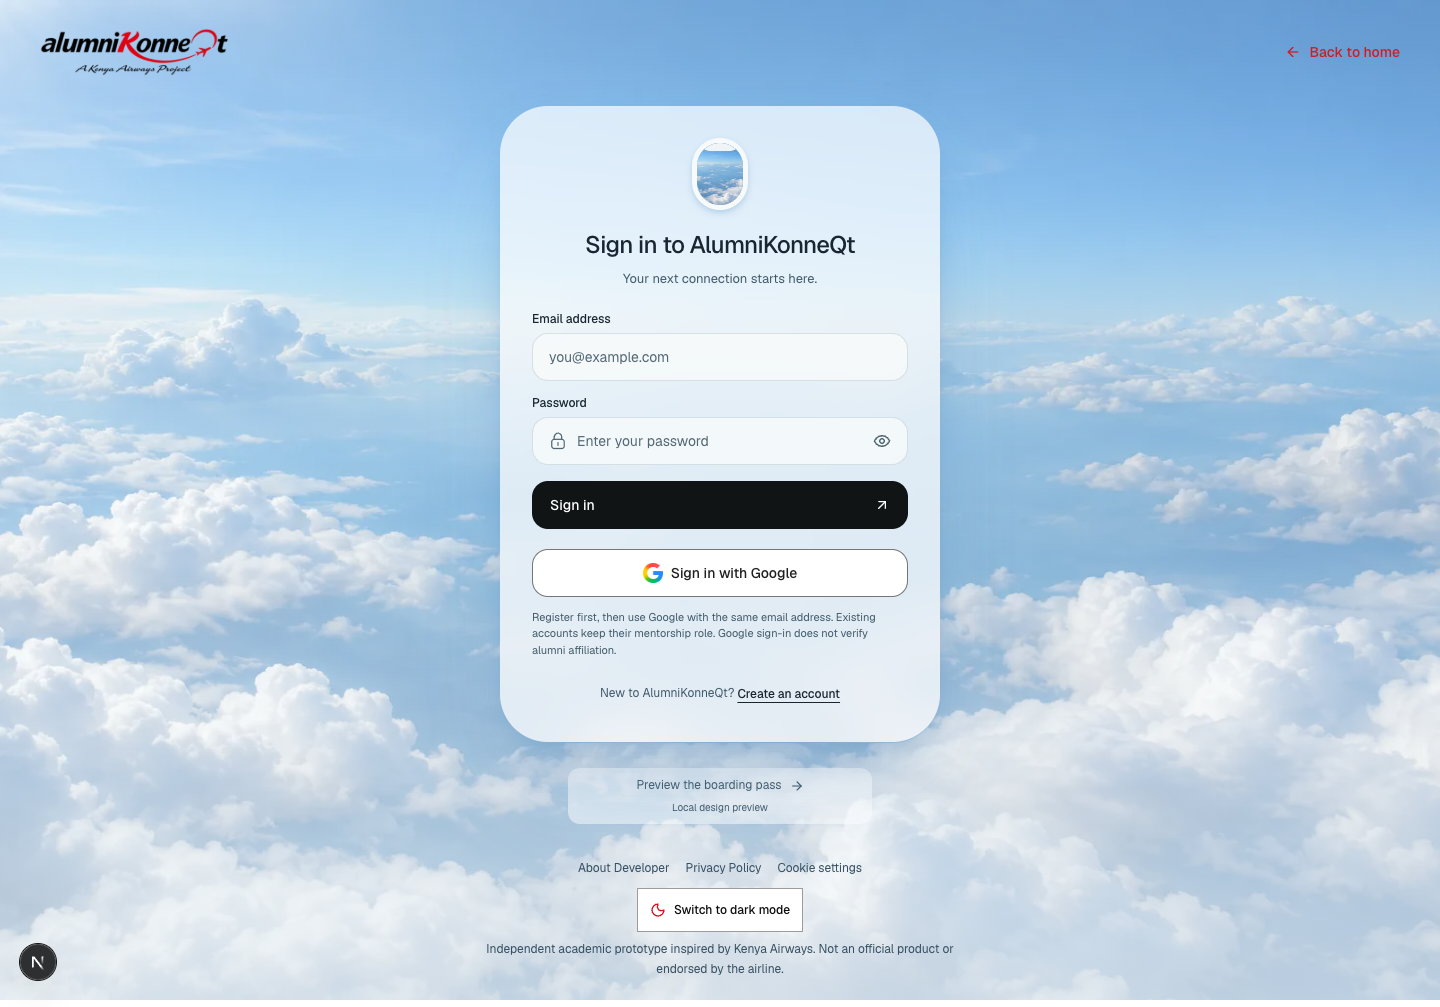 alumniKonneQt
A Kenya Airways Project
Back to home
Sign in to AlumniKonneQt
Your next connection starts here.
Email address
you@example.com
Password
Enter your password
Sign in
Sign in with Google
Register first, then use Google with the same email address. Existing
accounts keep their mentorship role. Google sign-in does not verify
alumni affiliation.
New to AlumniKonneQt? Create an account
Preview the boarding pass
Local design preview
About Developer Privacy Policy Cookie settings
Switch to dark mode
Independent academic prototype inspired by Kenya Airways. Not an official product or
endorsed by the airline.
N